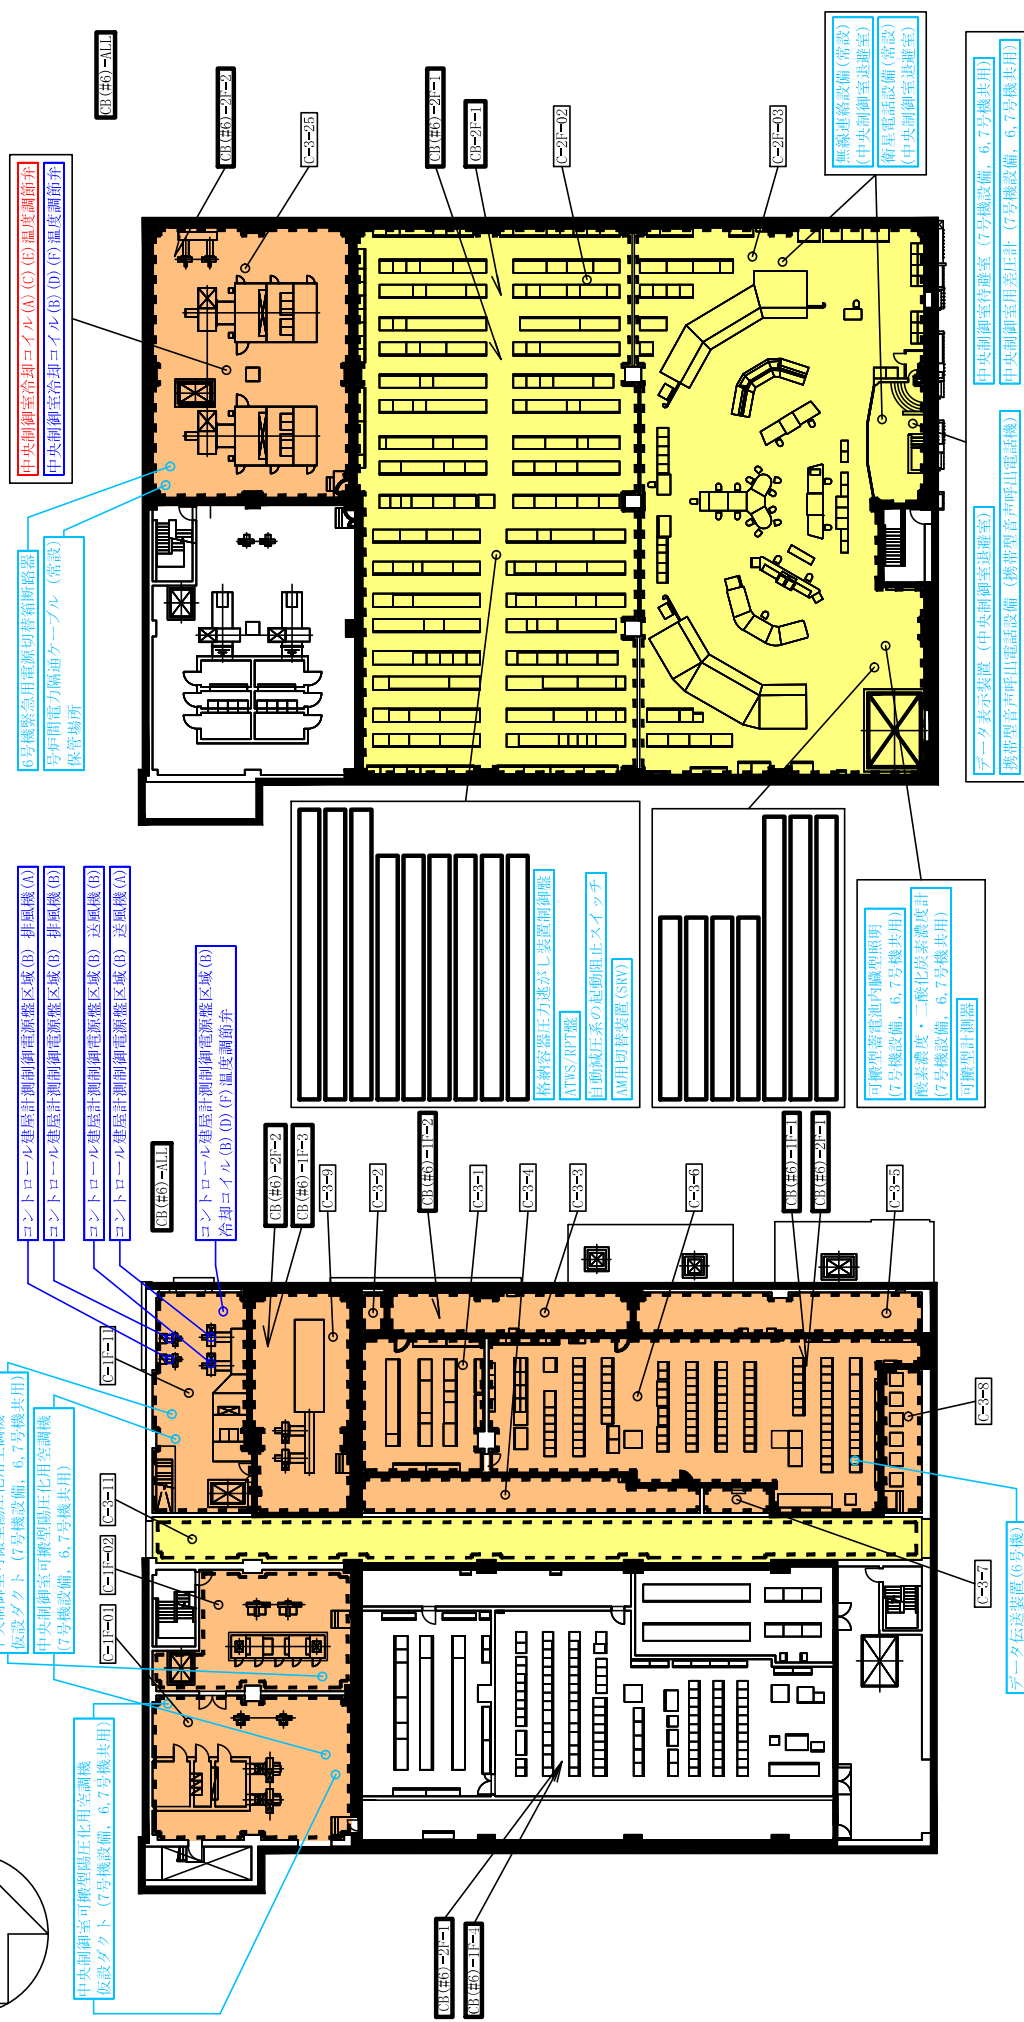 CB(#6)-ALL
中央制御室冷却コイル(A)(C)(E)温度調節弁
中央制御室冷却コイル(B)(D)(F)温度調節弁
CB(#6)-2F-2
C-3-25
CB(#6)-2F-1
CB-2F-1
C-2F-02
C-2F-03
無線連絡設備(常設)
(中央制御室退避室)
衛星電話設備(常設)
(中央制御室退避室)
中央制御室待避室 (7号機設備, 6,7号機共用)
中央制御室用差圧計 (7号機設備, 6,7号機共用)
データ表示装置 (中央制御室退避室)
携帯型音声呼出電話設備 (携帯型音声呼出電話機)
6号機緊急用電源切替箱断路器
号炉間電力融通ケーブル (常設)
保管場所
格納容器圧力逃がし装置制御盤
ATWS/RPT盤
自動減圧系の起動阻止スイッチ
AM用切替装置(SRV)
可搬型蓄電池内蔵型照明
(7号機設備, 6,7号機共用)
酸素濃度・二酸化炭素濃度計
(7号機設備, 6,7号機共用)
可搬型計測器
コントロール建屋計測制御電源盤区域(B) 排風機(A)
コントロール建屋計測制御電源盤区域(B) 排風機(B)
コントロール建屋計測制御電源盤区域(B) 送風機(B)
コントロール建屋計測制御電源盤区域(B) 送風機(A)
コントロール建屋計測制御電源盤区域(B)
冷却コイル(B)(D)(F)温度調節弁
CB(#6)-ALL
CB(#6)-2F-2
CB(#6)-1F-3
C-3-9
C-3-2
CB(#6)-1F-2
C-3-1
C-3-4
C-3-3
C-3-6
CB(#6)-1F-1
CB(#6)-2F-1
C-3-5
C-3-8
C-3-7
データ伝送装置(6号機)
C-1F-11
C-3-11
C-1F-02
C-1F-01
仮設ダクト (7号機設備, 6,7号機共用)
中央制御室可搬型陽圧化用空調機
(7号機設備, 6,7号機共用)
中央制御室可搬型陽圧化用空調機
仮設ダクト (7号機設備, 6,7号機共用)
CB(#6)-2F-1
CB(#6)-1F-4